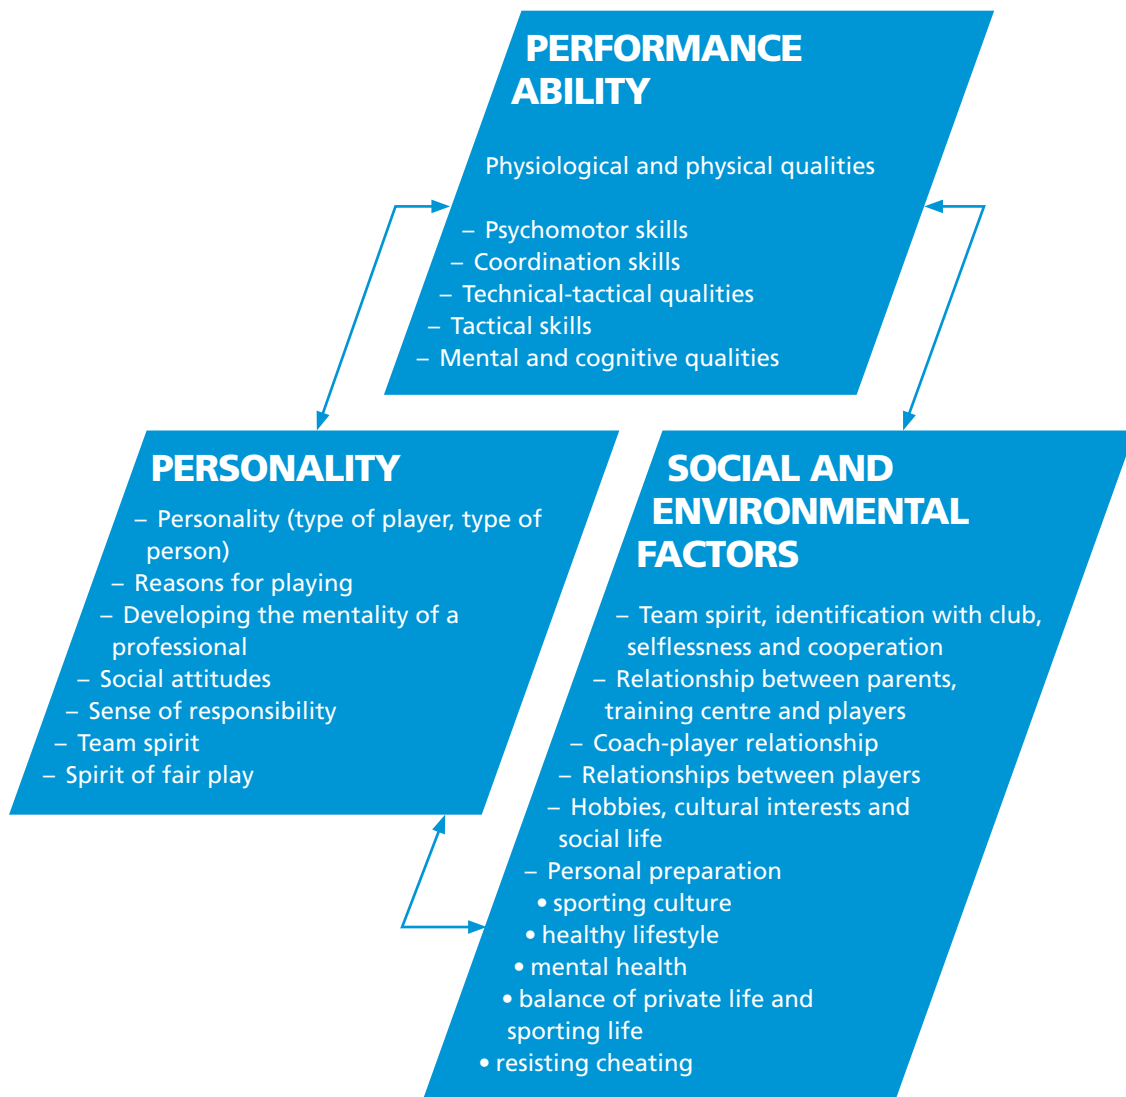 PERFORMANCE
ABILITY
Physiological and physical qualities
– Psychomotor skills
– Coordination skills
– Technical-tactical qualities
– Tactical skills
– Mental and cognitive qualities
PERSONALITY
– Personality (type of player, type of
person)
– Reasons for playing
– Developing the mentality of a
professional
– Social attitudes
– Sense of responsibility
– Team spirit
– Spirit of fair play
SOCIAL AND
ENVIRONMENTAL
FACTORS
– Team spirit, identification with club,
selflessness and cooperation
– Relationship between parents,
training centre and players
– Coach-player relationship
– Relationships between players
– Hobbies, cultural interests and
social life
– Personal preparation
• sporting culture
• healthy lifestyle
• mental health
• balance of private life and
sporting life
• resisting cheating